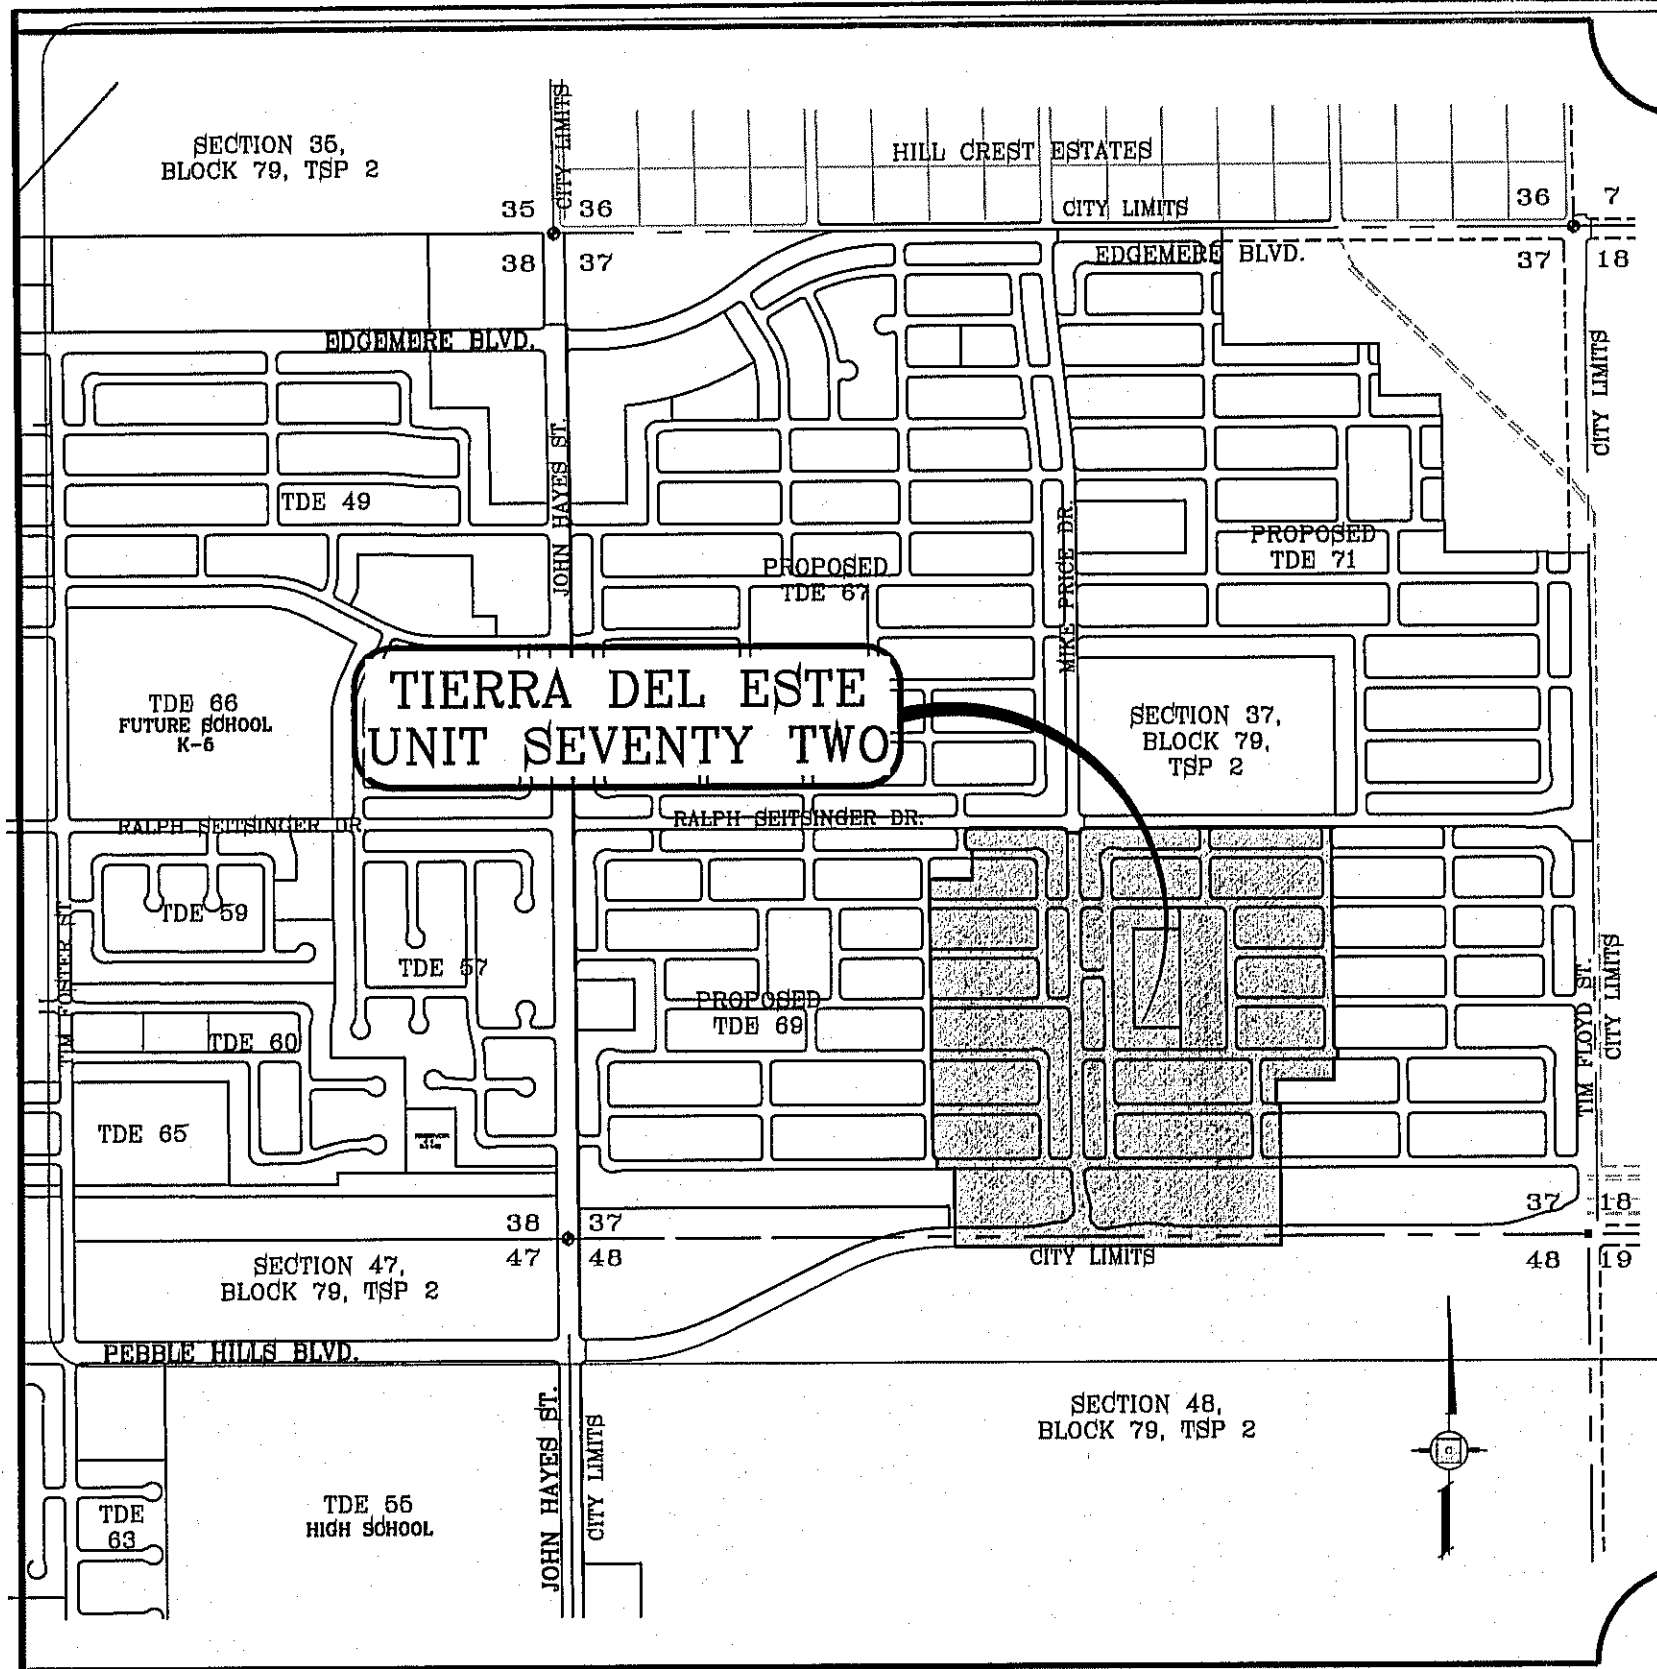 SECTION 35,
BLOCK 79, TSP 2
CITY LIMITS
HILL CREST ESTATES
35
36
CITY LIMITS
36
7
38
37
EDGEMERE BLVD.
37
18
EDGEMERE BLVD.
CITY LIMITS
JOHN HAYES ST.
TDE 49
MIKE PRICE DR.
PROPOSED
TDE 67
PROPOSED
TDE 71
TDE 66
FUTURE SCHOOL
K-6
TIERRA DEL ESTE
UNIT SEVENTY TWO
SECTION 37,
BLOCK 79,
TSP 2
RALPH SEITSINGER DR
RALPH SEITSINGER DR.
TDE 59
TIM FOSTER ST.
TDE 57
PROPOSED
TDE 69
TIM FLOYD ST.
CITY LIMITS
TDE 60
TDE 65
37
18
38
37
47
48
CITY LIMITS
48
19
SECTION 47,
BLOCK 79, TSP 2
PEBBLE HILLS BLVD.
JOHN HAYES ST.
CITY LIMITS
SECTION 48,
BLOCK 79, TSP 2
TDE
63
TDE 55
HIGH SCHOOL